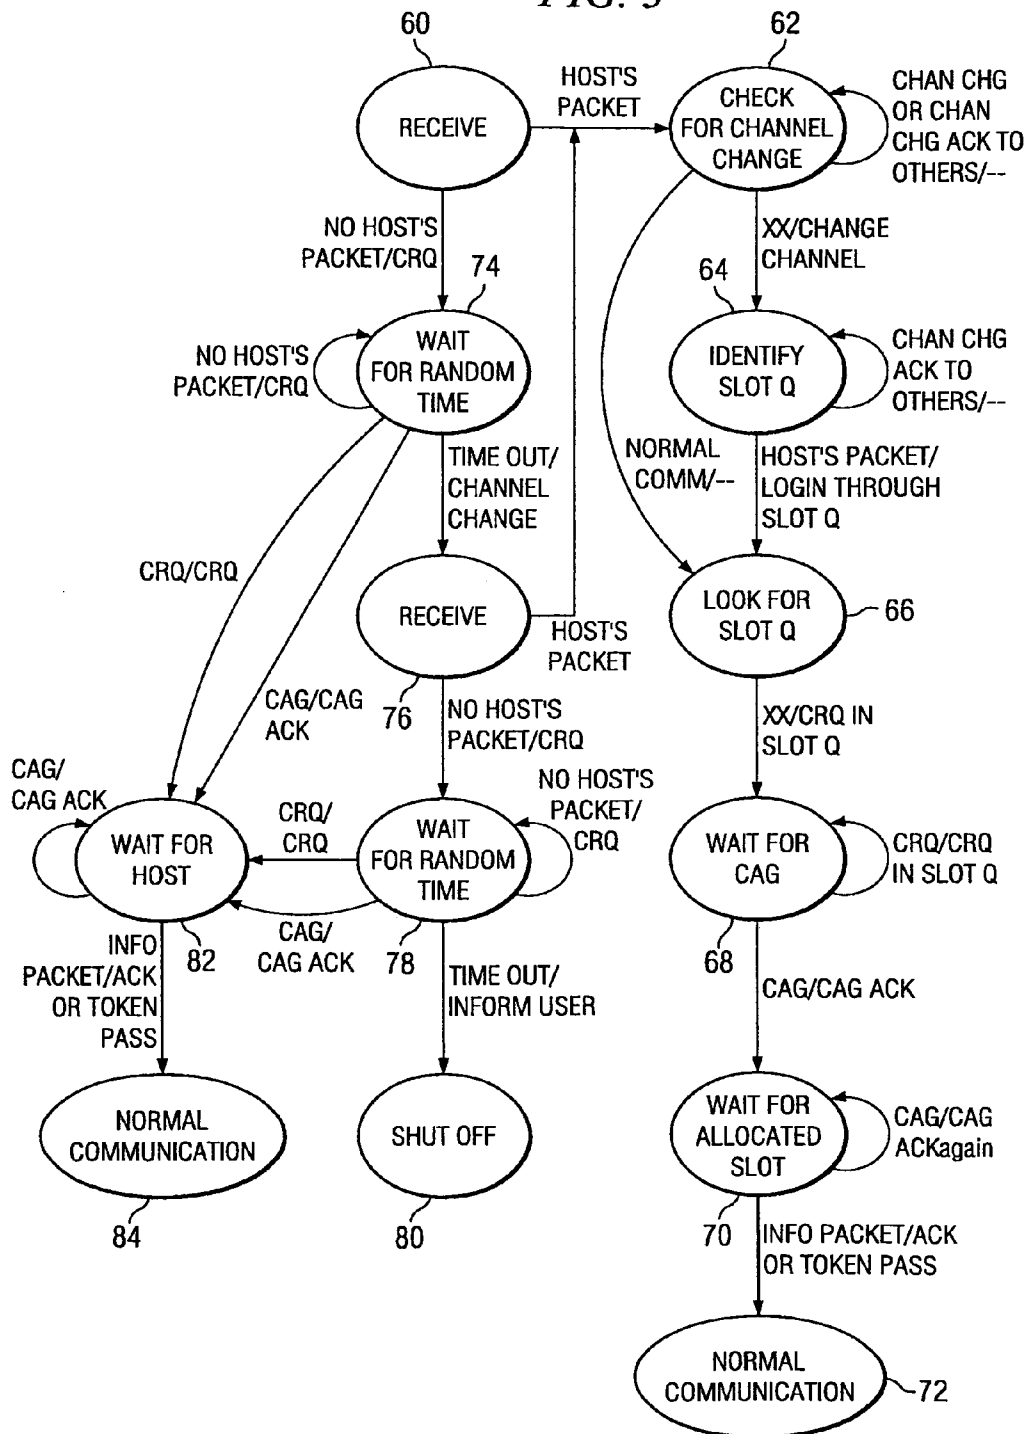 FIG. 3
60
62
RECEIVE
HOST'S
PACKET
CHECK
FOR CHANNEL
CHANGE
CHAN CHG
OR CHAN
CHG ACK TO
OTHERS/--
NO HOST'S
PACKET/CRQ
XX/CHANGE
CHANNEL
74
64
NO HOST'S
PACKET/CRQ
WAIT
FOR RANDOM
TIME
IDENTIFY
SLOT Q
CHAN CHG
ACK TO
OTHERS/--
TIME OUT/
CHANNEL
CHANGE
NORMAL
COMM/--
HOST'S PACKET/
LOGIN THROUGH
SLOT Q
CRQ/CRQ
RECEIVE
HOST'S
PACKET
LOOK FOR
SLOT Q
66
CAG/CAG
ACK
76
NO HOST'S
PACKET/CRQ
XX/CRQ IN
SLOT Q
CAG/
CAG ACK
WAIT FOR
HOST
CRQ/
CRQ
WAIT
FOR RANDOM
TIME
NO HOST'S
PACKET/
CRQ
WAIT FOR
CAG
CRQ/CRQ
IN SLOT Q
82
CAG/
CAG ACK
78
68
INFO
PACKET/ACK
OR TOKEN
PASS
TIME OUT/
INFORM USER
CAG/CAG ACK
NORMAL
COMMUNICATION
SHUT OFF
WAIT FOR
ALLOCATED
SLOT
CAG/CAG
ACKagain
84
80
70
INFO PACKET/ACK
OR TOKEN PASS
NORMAL
COMMUNICATION
72